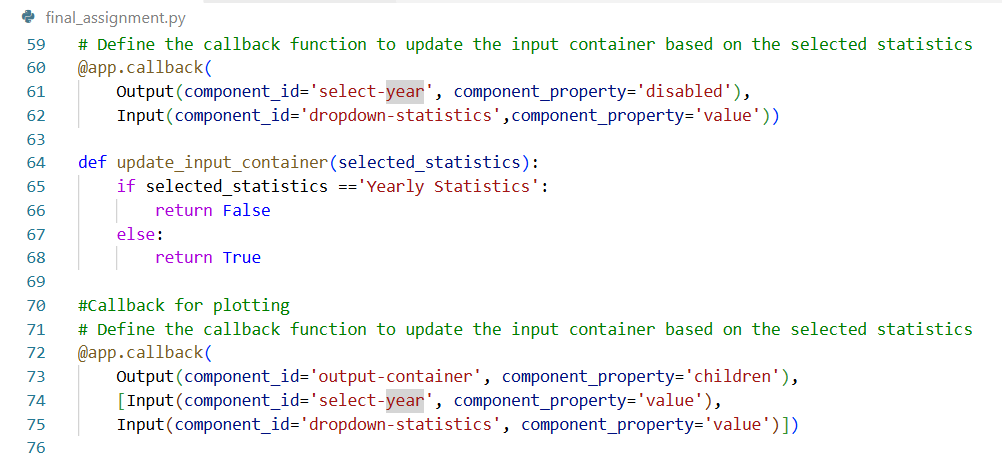 final_assignment.py
59 # Define the callback function to update the input container based on the selected statistics
60 @app.callback(
61     Output(component_id='select-year', component_property='disabled'),
62     Input(component_id='dropdown-statistics',component_property='value'))
63
64 def update_input_container(selected_statistics):
65     if selected_statistics =='Yearly Statistics':
66         return False
67     else:
68         return True
69
70 #Callback for plotting
71 # Define the callback function to update the input container based on the selected statistics
72 @app.callback(
73     Output(component_id='output-container', component_property='children'),
74     [Input(component_id='select-year', component_property='value'),
75     Input(component_id='dropdown-statistics', component_property='value')])
76